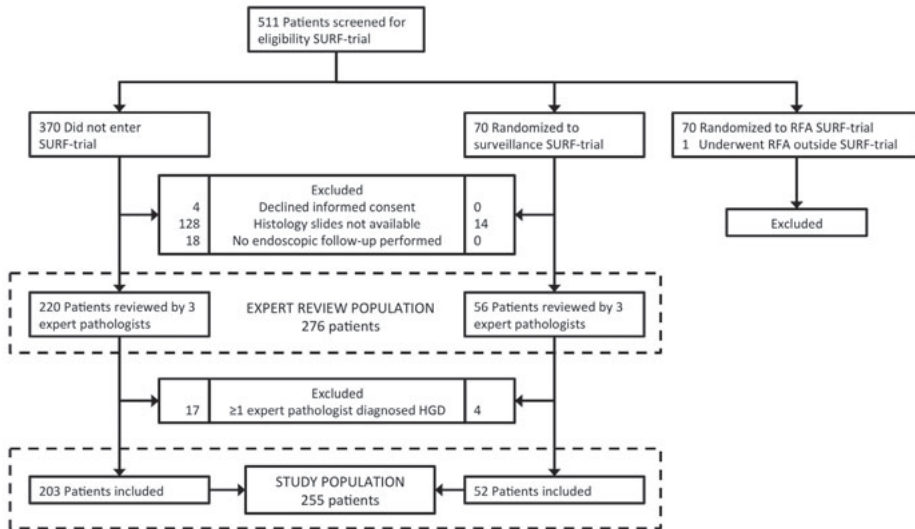 511 Patients screened for
eligibility SURF-trial
370 Did not enter
SURF-trial
70 Randomized to
surveillance SURF-trial
70 Randomized to RFA SURF-trial
1 Underwent RFA outside SURF-trial
Excluded
4 Declined informed consent 0
128 Histology slides not available 14
18 No endoscopic follow-up performed 0
Excluded
220 Patients reviewed by 3
expert pathologists
EXPERT REVIEW POPULATION
276 patients
56 Patients reviewed by 3
expert pathologists
Excluded
17 ≥1 expert pathologist diagnosed HGD 4
203 Patients included
STUDY POPULATION
255 patients
52 Patients included